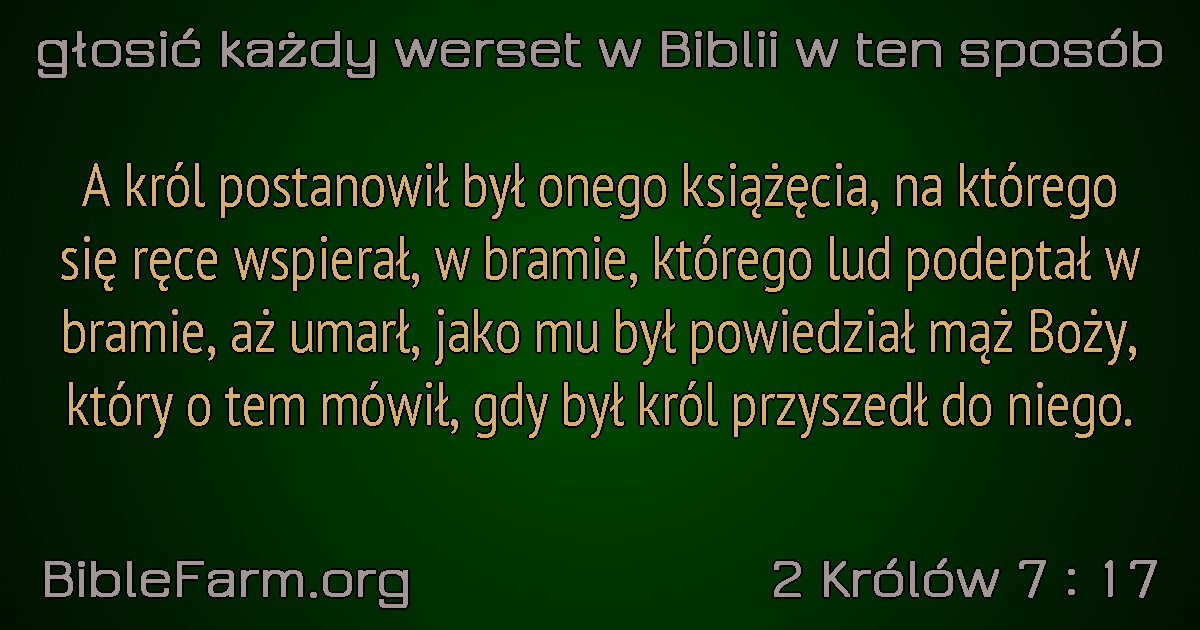 głosić każdy werset w Biblii w ten sposób
A król postanowił był onego książęcia, na którego
się ręce wspierał, w bramie, którego lud podeptał w
bramie, aż umarł, jako mu był powiedział mąż Boży,
który o tem mówił, gdy był król przyszedł do niego.
BibleFarm.org
2 Królów 7 : 17